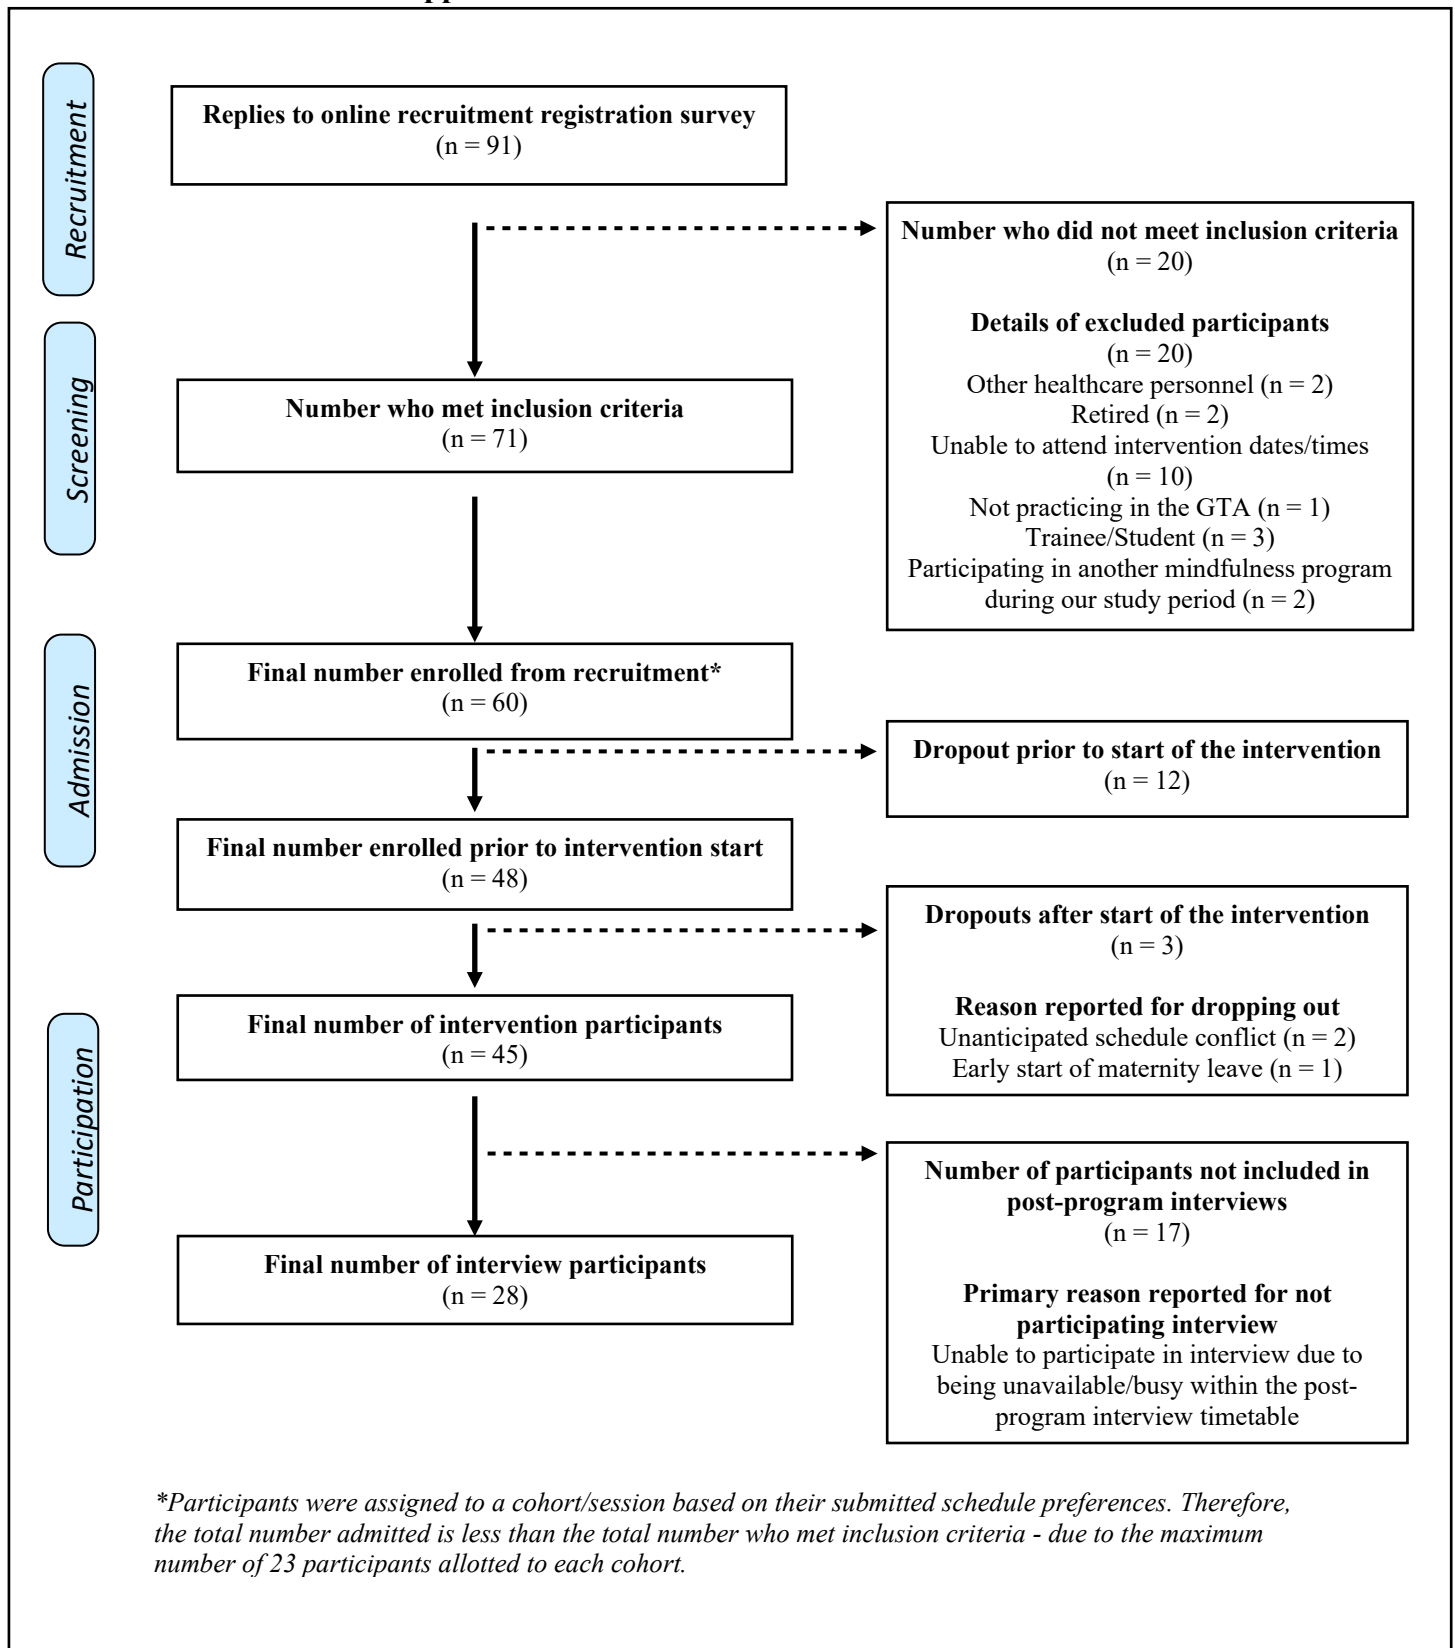 Recruitment
Replies to online recruitment registration survey
(n = 91)
Number who did not meet inclusion criteria
(n = 20)
Details of excluded participants
(n = 20)
Other healthcare personnel (n = 2)
Retired (n = 2)
Unable to attend intervention dates/times
(n = 10)
Not practicing in the GTA (n = 1)
Trainee/Student (n = 3)
Participating in another mindfulness program
during our study period (n = 2)
Screening
Number who met inclusion criteria
(n = 71)
Admission
Final number enrolled from recruitment*
(n = 60)
Dropout prior to start of the intervention
(n = 12)
Final number enrolled prior to intervention start
(n = 48)
Dropouts after start of the intervention
(n = 3)
Reason reported for dropping out
Unanticipated schedule conflict (n = 2)
Early start of maternity leave (n = 1)
Participation
Final number of intervention participants
(n = 45)
Number of participants not included in
post-program interviews
(n = 17)
Primary reason reported for not
participating interview
Unable to participate in interview due to
being unavailable/busy within the post-
program interview timetable
Final number of interview participants
(n = 28)
*Participants were assigned to a cohort/session based on their submitted schedule preferences. Therefore,
the total number admitted is less than the total number who met inclusion criteria - due to the maximum
number of 23 participants allotted to each cohort.